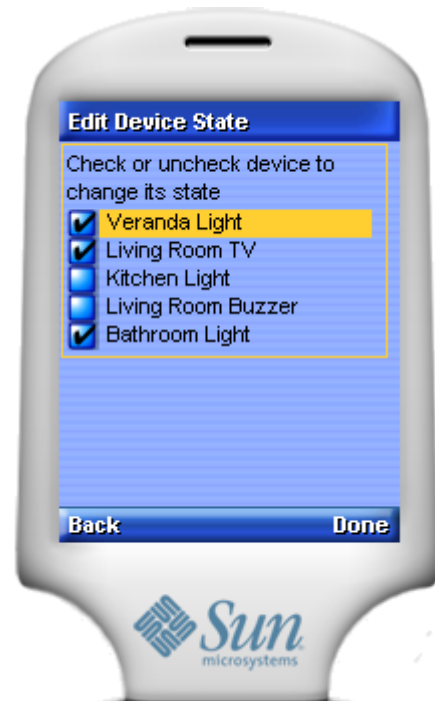 Edit Device State
Check or uncheck device to
change its state
Veranda Light
Living Room TV
Kitchen Light
Living Room Buzzer
Bathroom Light
Back Done
Sun
microsystems